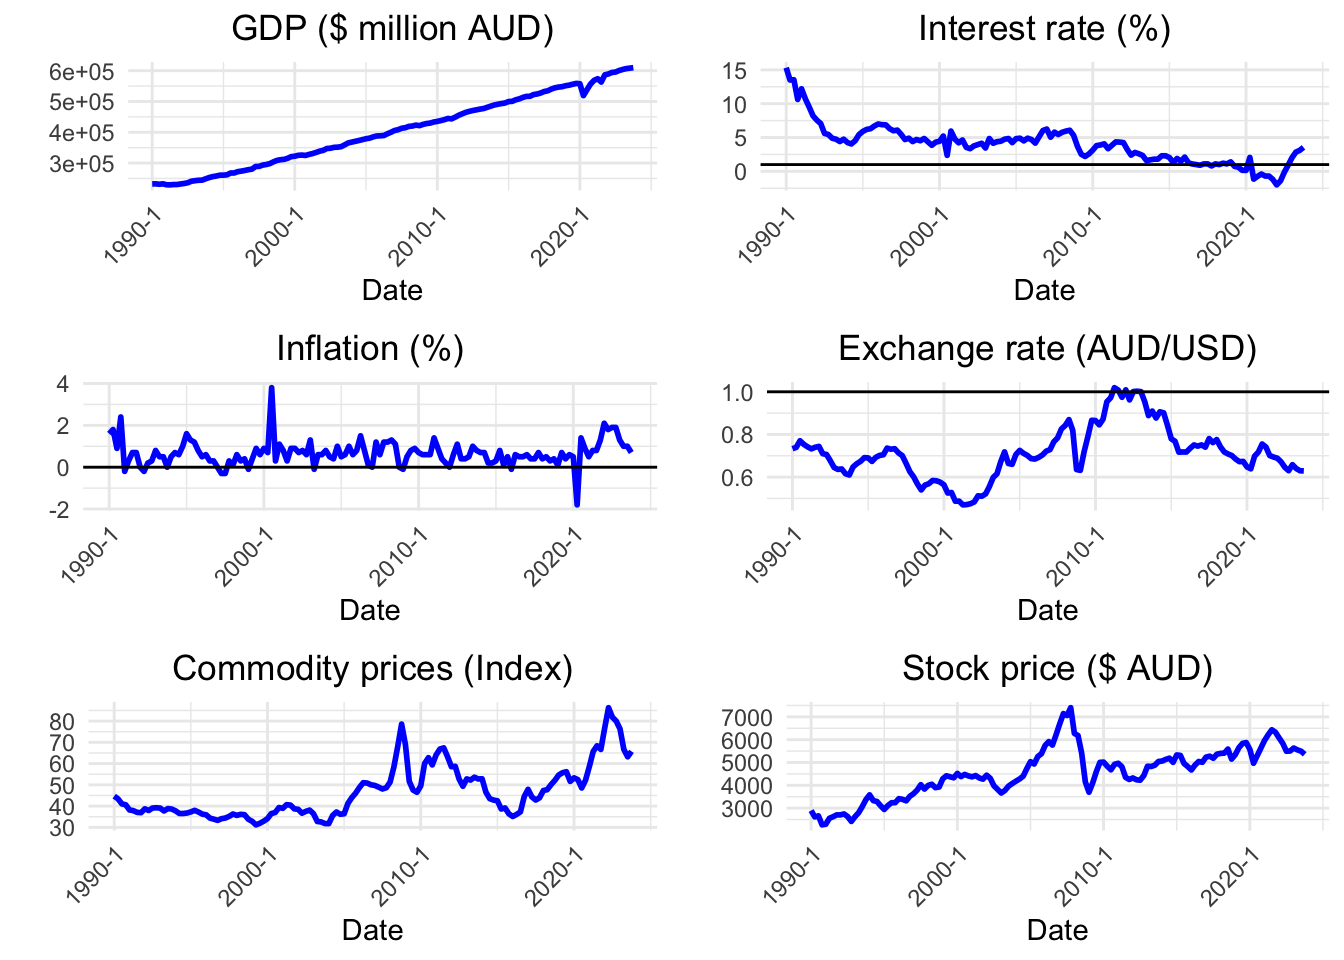 GDP ($ million AUD)
6e+05
5e+05
4e+05
3e+05
1990-1
2000-1
2010-1
2020-1
Date
Interest rate (%)
15
10
5
0
1990-1
2000-1
2010-1
2020-1
Date
Inflation (%)
4
2
0
-2
1990-1
2000-1
2010-1
2020-1
Date
Exchange rate (AUD/USD)
1.0
0.8
0.6
1990-1
2000-1
2010-1
2020-1
Date
Commodity prices (Index)
80
70
60
50
40
30
1990-1
2000-1
2010-1
2020-1
Date
Stock price ($ AUD)
7000
6000
5000
4000
3000
1990-1
2000-1
2010-1
2020-1
Date